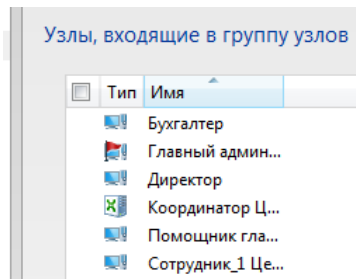 Узлы, входящие в группу узлов
Тип Имя
Бухгалтер
Главный админ...
Директор
Координатор Ц...
Помощник гла...
Сотрудник_1 Це...